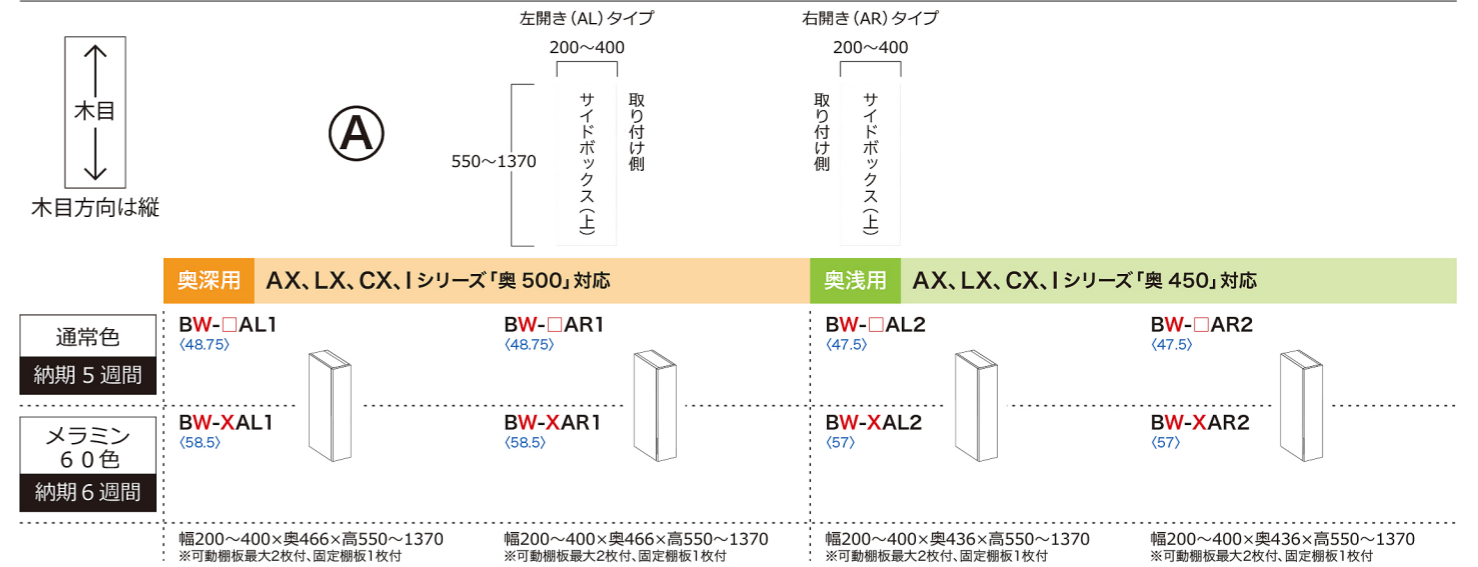 左開き(AL)タイプ
右開き(AR)タイプ
200〜400
200〜400
木目
木目方向は縦
A
550〜1370
サイドボックス(上)
取り付け側
取り付け側
サイドボックス(上)
奥深用 AX、LX、CX、Iシリーズ「奥 500」対応
奥浅用 AX、LX、CX、Iシリーズ「奥 450」対応
通常色
納期 5 週間
BW-□AL1
〈48.75〉
BW-□AR1
〈48.75〉
BW-□AL2
〈47.5〉
BW-□AR2
〈47.5〉
メラミン
60色
納期 6 週間
BW-XAL1
〈58.5〉
BW-XAR1
〈58.5〉
BW-XAL2
〈57〉
BW-XAR2
〈57〉
幅200〜400×奥466×高550〜1370
※可動棚板最大2枚付、固定棚板1枚付
幅200〜400×奥466×高550〜1370
※可動棚板最大2枚付、固定棚板1枚付
幅200〜400×奥436×高550〜1370
※可動棚板最大2枚付、固定棚板1枚付
幅200〜400×奥436×高550〜1370
※可動棚板最大2枚付、固定棚板1枚付